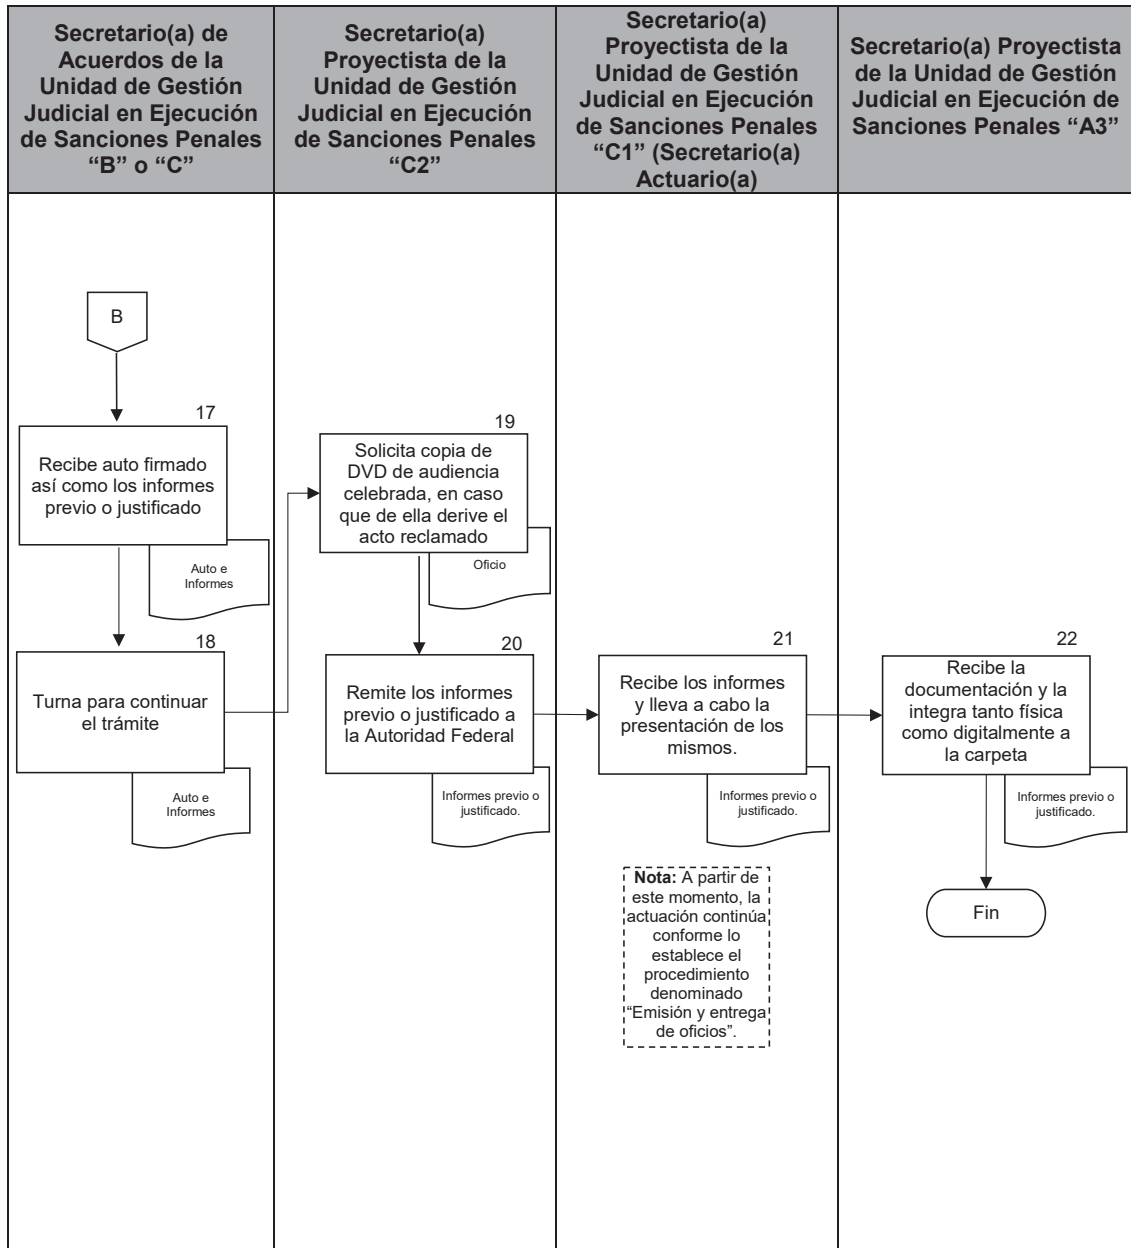 Secretario(a) de
Acuerdos de la
Unidad de Gestión
Judicial en Ejecución
de Sanciones Penales
“B” o “C”
Secretario(a)
Proyectista de la
Unidad de Gestión
Judicial en Ejecución
de Sanciones Penales
“C2”
Secretario(a)
Proyectista de la
Unidad de Gestión
Judicial en Ejecución
de Sanciones Penales
“C1” (Secretario(a)
Actuario(a)
Secretario(a) Proyectista
de la Unidad de Gestión
Judicial en Ejecución de
Sanciones Penales “A3”
B
17
Recibe auto firmado
así como los informes
previo o justificado
Auto e
Informes
18
Turna para continuar
el trámite
Auto e
Informes
19
Solicita copia de
DVD de audiencia
celebrada, en caso
que de ella derive el
acto reclamado
Oficio
20
Remite los informes
previo o justificado a
la Autoridad Federal
Informes previo o
justificado.
21
Recibe los informes
y lleva a cabo la
presentación de los
mismos.
Informes previo o
justificado.
Nota: A partir de
este momento, la
actuación continúa
conforme lo
establece el
procedimiento
denominado
“Emisión y entrega
de oficios”.
22
Recibe la
documentación y la
integra tanto física
como digitalmente a
la carpeta
Informes previo o
justificado.
Fin